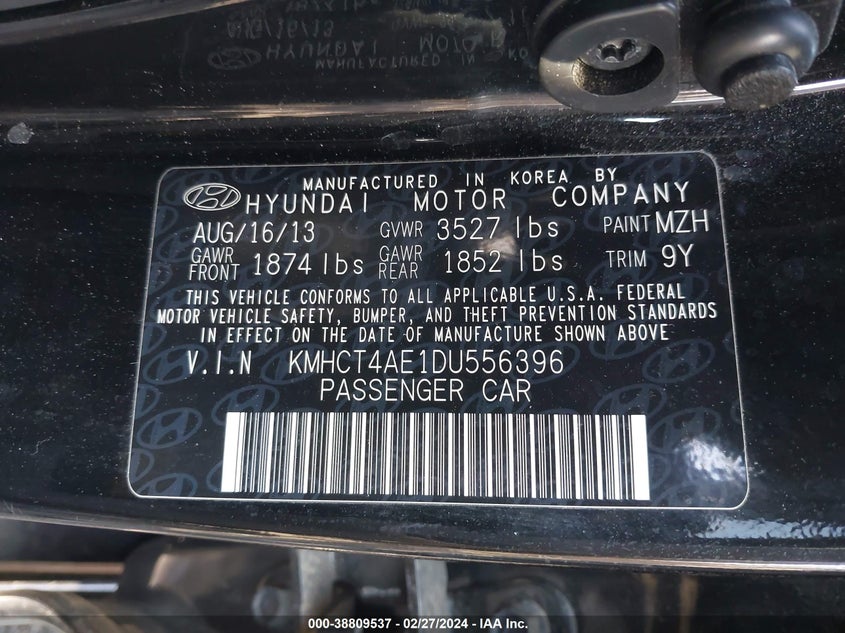 MANUFACTURED IN KOREA BY
HYUNDAI MOTOR COMPANY
AUG/16/13 GVWR 3527 lbs PAINT MZH
GAWR FRONT 1874 lbs GAWR REAR 1852 lbs TRIM 9Y
THIS VEHICLE CONFORMS TO ALL APPLICABLE U.S.A. FEDERAL
MOTOR VEHICLE SAFETY, BUMPER, AND THEFT PREVENTION STANDARDS
IN EFFECT ON THE DATE OF MANUFACTURE SHOWN ABOVE
V.I.N KMHCT4AE1DU556396
PASSENGER CAR
000-38809537 - 02/27/2024 - IAA Inc.